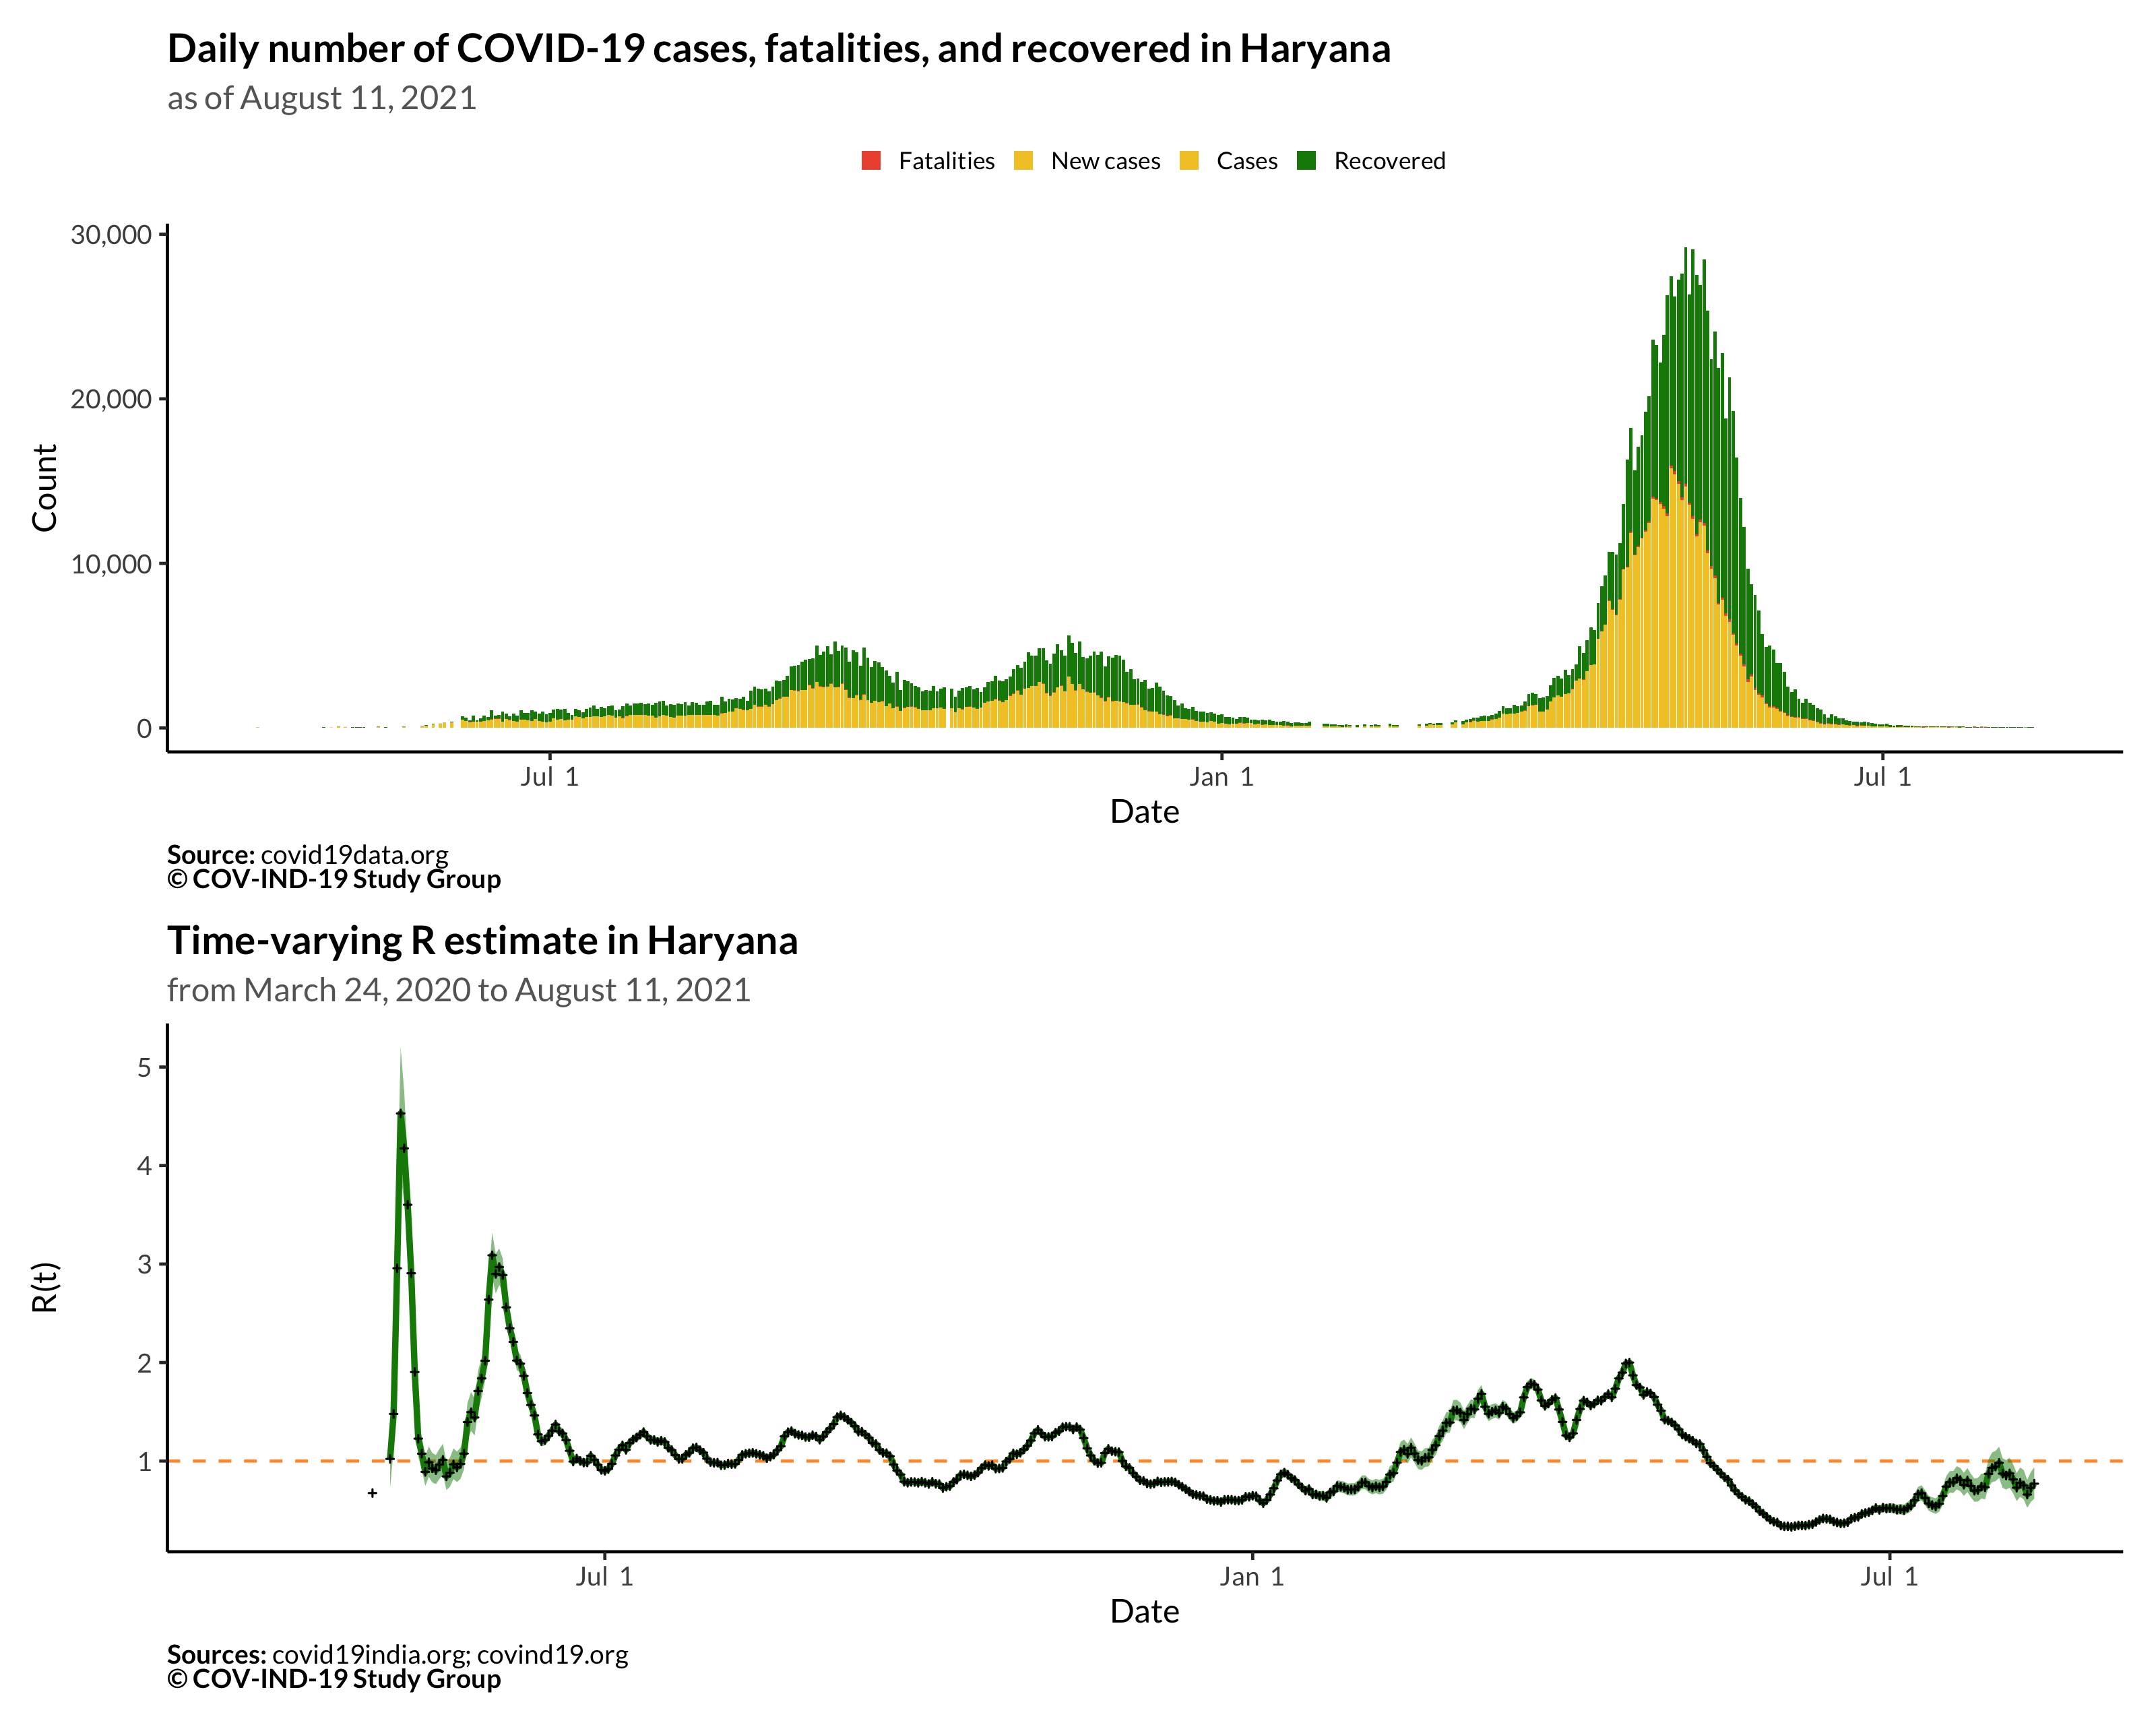 Daily number of COVID-19 cases, fatalities, and recovered in Haryana
as of August 11, 2021
Fatalities New cases Cases Recovered
30,000
20,000
10,000
0
Count
Jul 1 Jan 1 Jul 1
Date
Source: covid19data.org
© COV-IND-19 Study Group
Time-varying R estimate in Haryana
from March 24, 2020 to August 11, 2021
5
4
3
2
1
R(t)
Jul 1 Jan 1 Jul 1
Date
Sources: covid19india.org; covind19.org
© COV-IND-19 Study Group